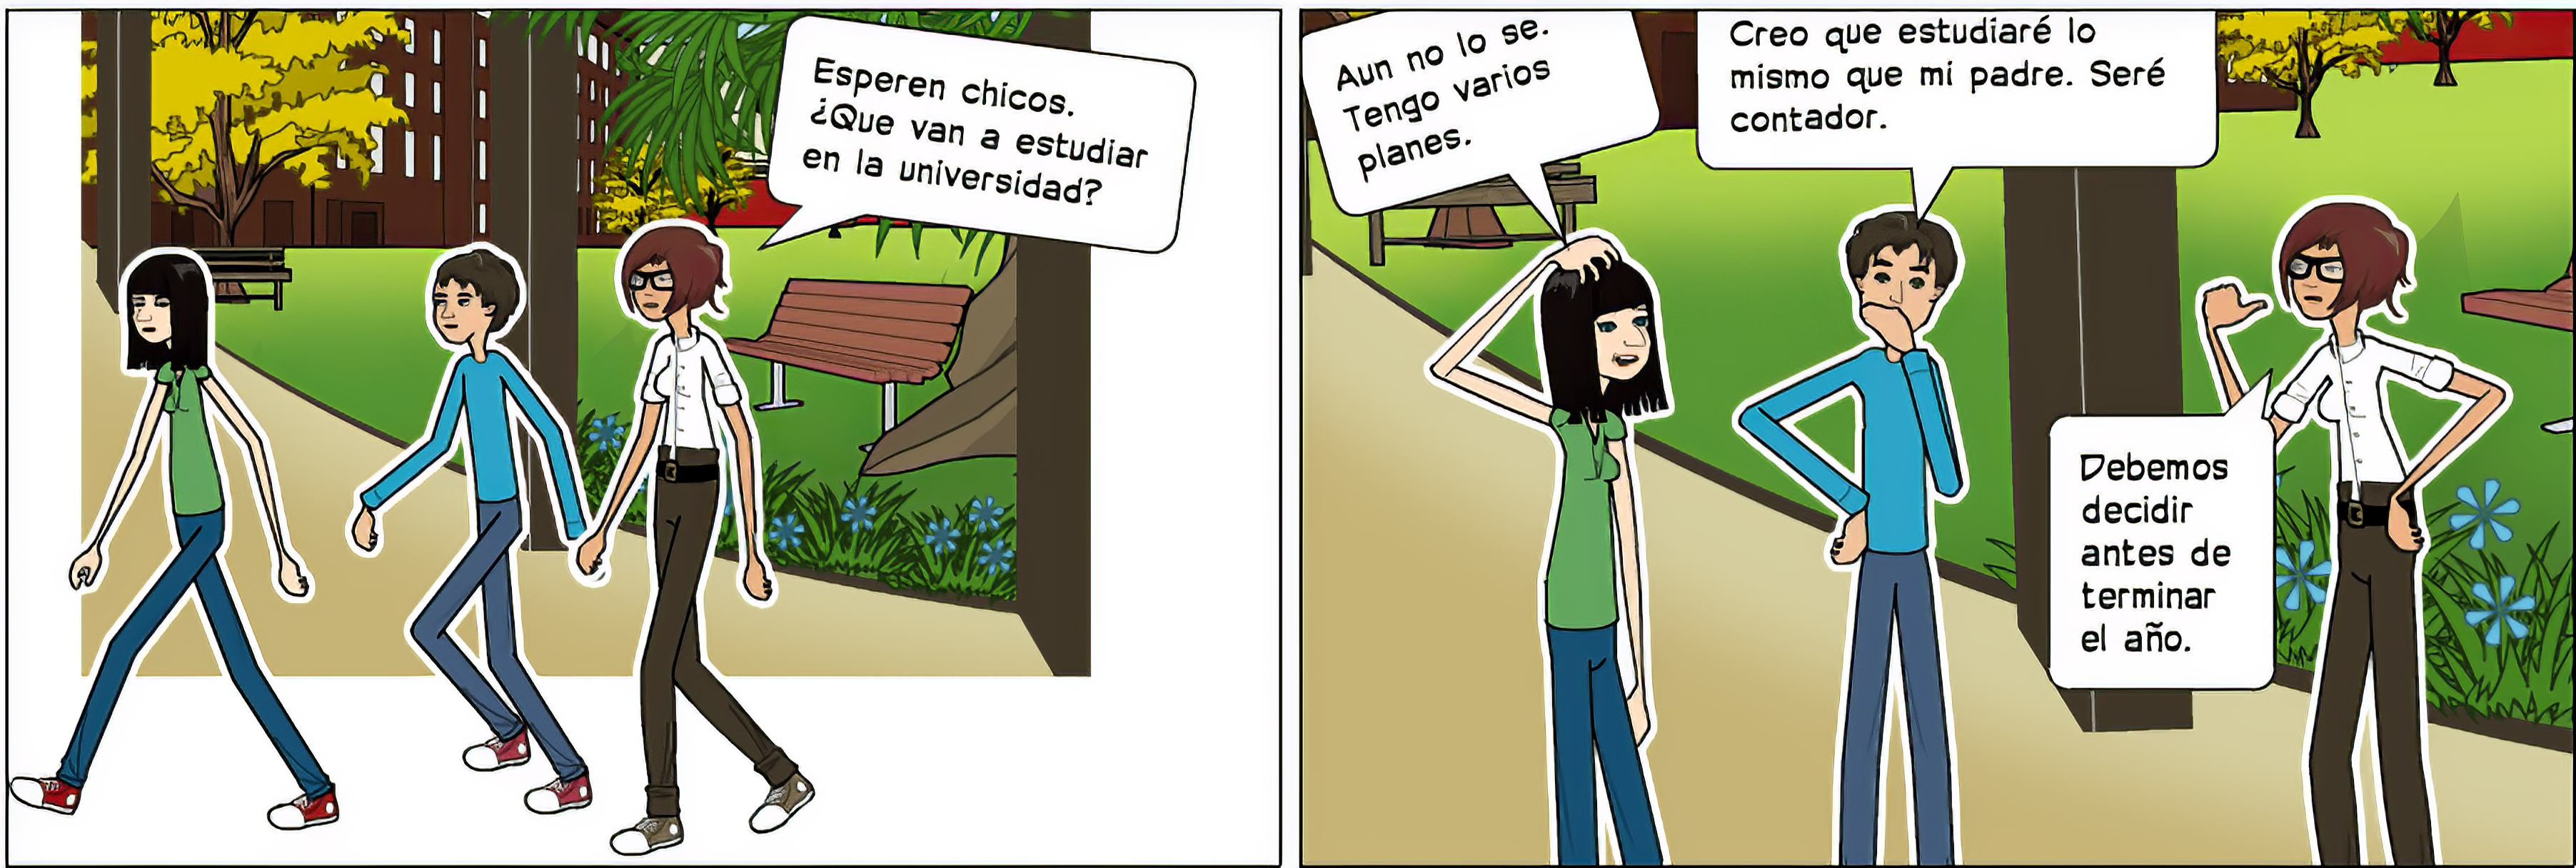 Esperen chicos.
¿Que van a estudiar
en la universidad?
Aun no lo se.
Tengo varios
planes.
Creo que estudiaré lo
mismo que mi padre. Seré
contador.
Debemos
decidir
antes de
terminar
el año.